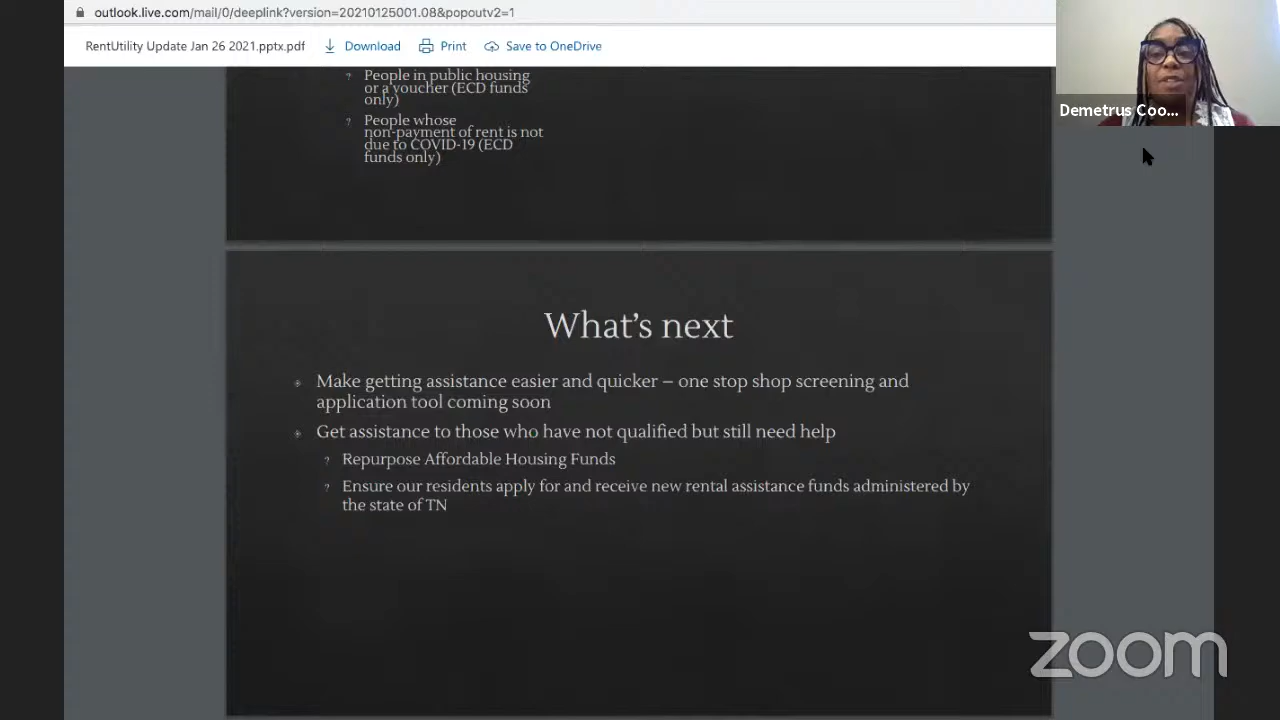 outlook.live.com/mail/0/deeplink?version=20210125001.08&popoutv2=1
RentUtility Update Jan 26 2021.pptx.pdf
Download
Print
Save to OneDrive
Demetrus Coo...
? People in public housing
or a voucher (ECD funds
only)
? People whose
non-payment of rent is not
due to COVID-19 (ECD
funds only)
What's next
Make getting assistance easier and quicker – one stop shop screening and
application tool coming soon
Get assistance to those who have not qualified but still need help
? Repurpose Affordable Housing Funds
? Ensure our residents apply for and receive new rental assistance funds administered by
the state of TN
zoom